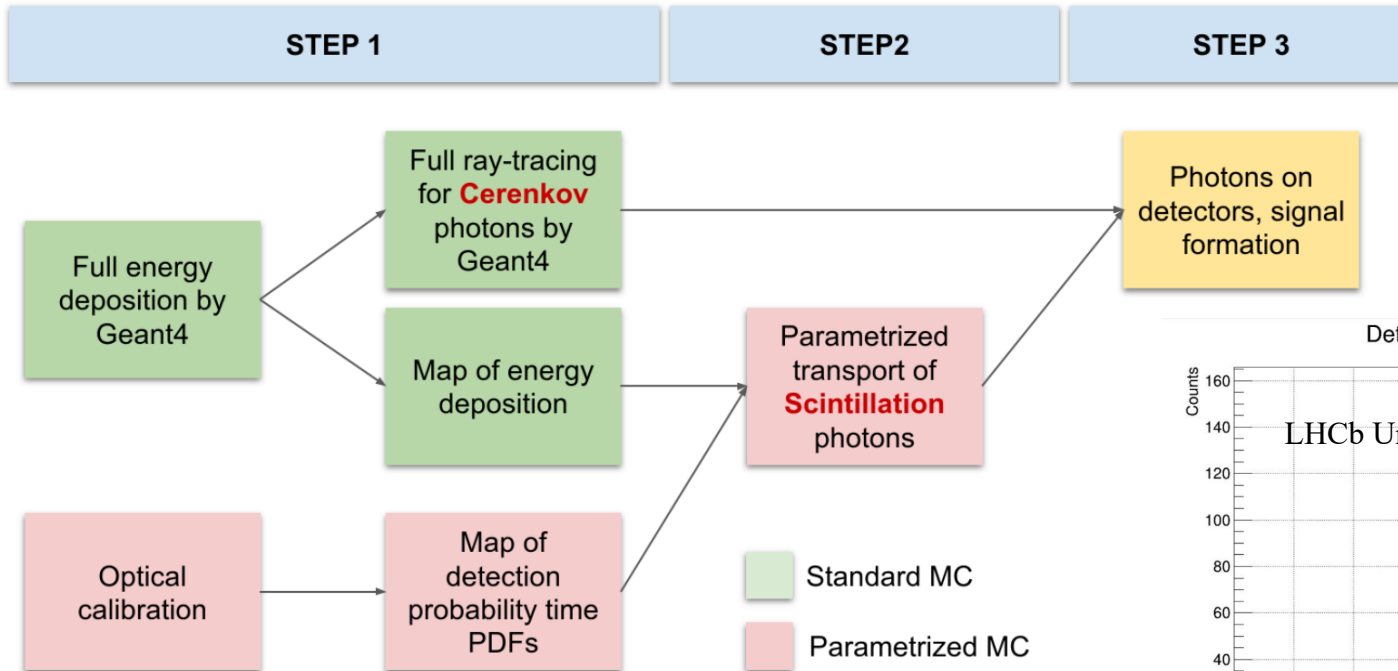 STEP 1
STEP2
STEP 3
Full energy
deposition by
Geant4
Full ray-tracing
for Cerenkov
photons by
Geant4
Map of energy
deposition
Optical
calibration
Map of
detection
probability time
PDFs
Parametrized
transport of
Scintillation
photons
Photons on
detectors, signal
formation
Standard MC
Parametrized MC
Counts
160
140
120
100
80
60
40
LHCb